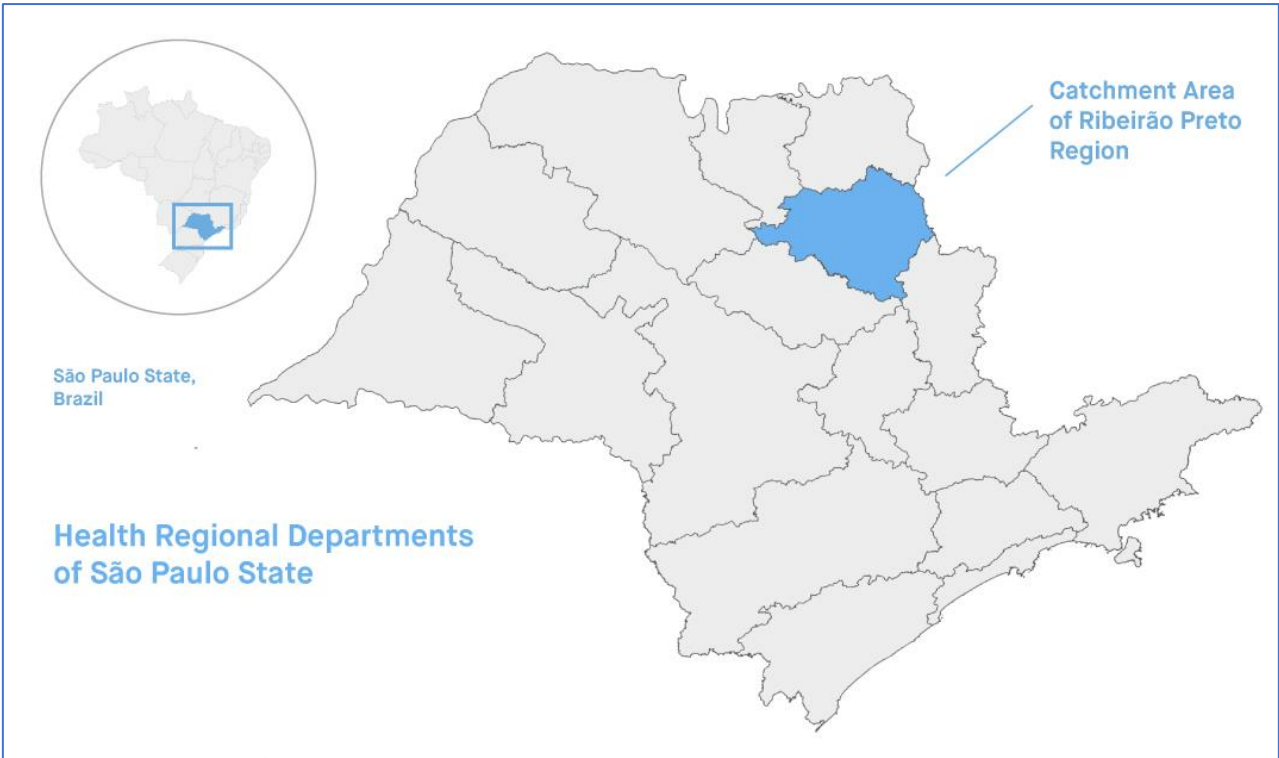 Catchment Area
of Ribeirão Preto
Region
São Paulo State,
Brazil
Health Regional Departments
of São Paulo State